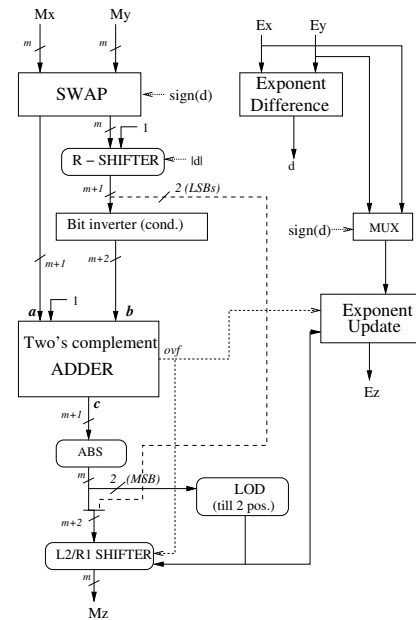 Mx My Ex Ey
m m
SWAP
sign(d)
Exponent
Difference
m 1
R – SHIFTER
|d|
d
m+1
2 (LSBs)
Bit inverter (cond.)
sign(d)
MUX
m+1
m+2
1
a b
Two's complement
ADDER
ovf
Exponent
Update
c
m+1
Ez
ABS
m
2 (MSB)
LOD
(till 2 pos.)
m+2
L2/R1 SHIFTER
m
Mz